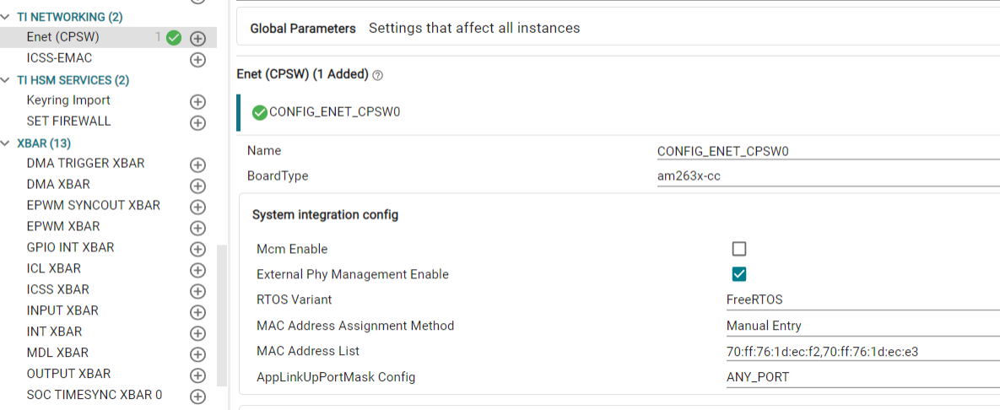 TI NETWORKING (2)
Enet (CPSW) 1
ICSS-EMAC
TI HSM SERVICES (2)
Keyring Import
SET FIREWALL
XBAR (13)
DMA TRIGGER XBAR
DMA XBAR
EPWM SYNCOUT XBAR
EPWM XBAR
GPIO INT XBAR
ICL XBAR
ICSS XBAR
INPUT XBAR
INT XBAR
MDL XBAR
OUTPUT XBAR
SOC TIMESYNC XBAR 0
Global Parameters Settings that affect all instances
Enet (CPSW) (1 Added)
CONFIG_ENET_CPSW0
Name CONFIG_ENET_CPSW0
BoardType am263x-cc
System integration config
Mcm Enable
External Phy Management Enable
RTOS Variant FreeRTOS
MAC Address Assignment Method Manual Entry
MAC Address List 70:ff:76:1d:ec:f2,70:ff:76:1d:ec:e3
AppLinkUpPortMask Config ANY_PORT